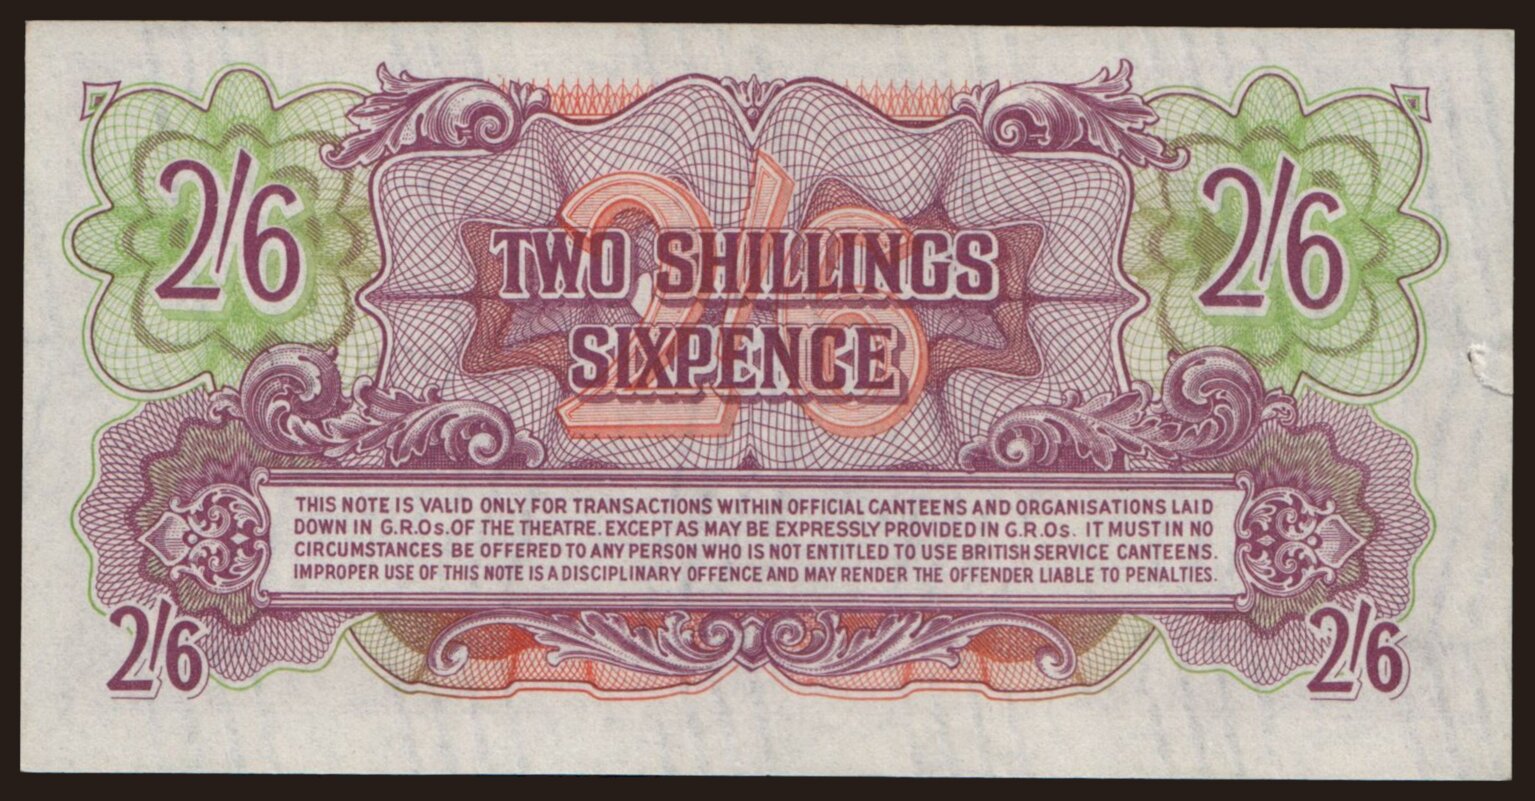 2/6
2/6
2/6
TWO SHILLINGS
SIXPENCE
THIS NOTE IS VALID ONLY FOR TRANSACTIONS WITHIN OFFICIAL CANTEENS AND ORGANISATIONS LAID
DOWN IN G.R.Os. OF THE THEATRE. EXCEPT AS MAY BE EXPRESSLY PROVIDED IN G.R.Os. IT MUST IN NO
CIRCUMSTANCES BE OFFERED TO ANY PERSON WHO IS NOT ENTITLED TO USE BRITISH SERVICE CANTEENS.
IMPROPER USE OF THIS NOTE IS A DISCIPLINARY OFFENCE AND MAY RENDER THE OFFENDER LIABLE TO PENALTIES.
2/6
2/6